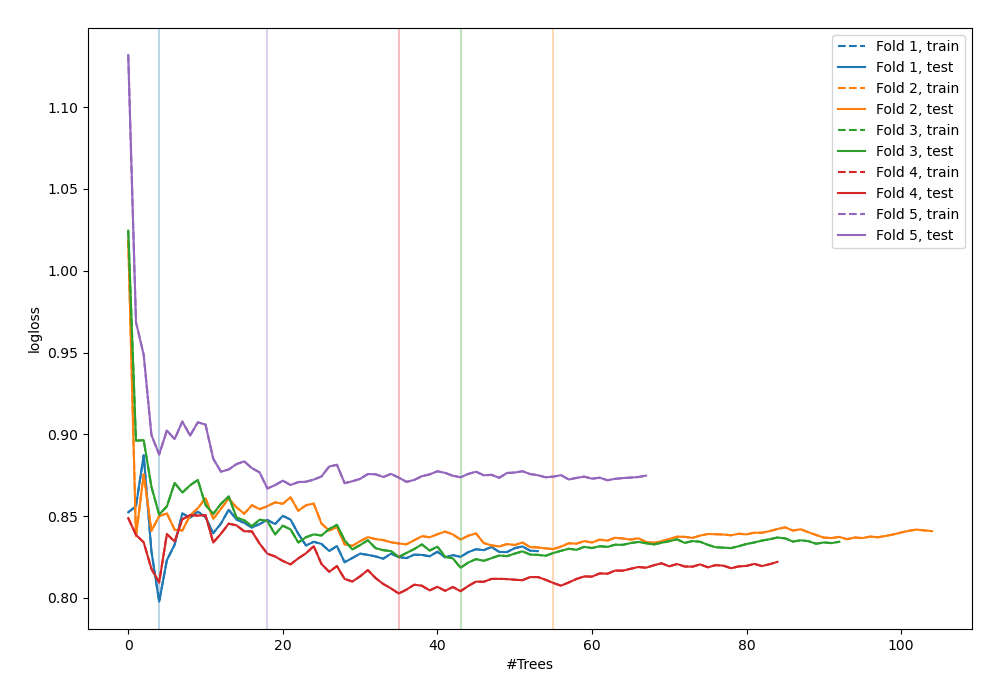 Fold 1, train
Fold 1, test
Fold 2, train
Fold 2, test
Fold 3, train
Fold 3, test
Fold 4, train
Fold 4, test
Fold 5, train
Fold 5, test
1.10
1.05
1.00
0.95
0.90
0.85
0.80
logloss
0 20 40 60 80 100
#Trees